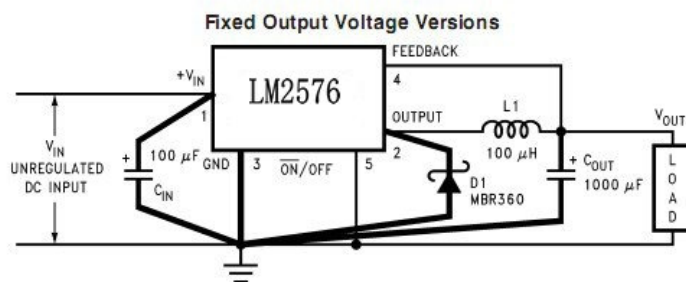 Fixed Output Voltage Versions
FEEDBACK
+VIN
4
LM2576
L1
OUTPUT
VOUT
1
VIN
UNREGULATED
DC INPUT
+
100 μF
CIN
GND
3
ON/OFF
5
2
100 μH
D1
MBR360
+
COUT
1000 μF
LOAD